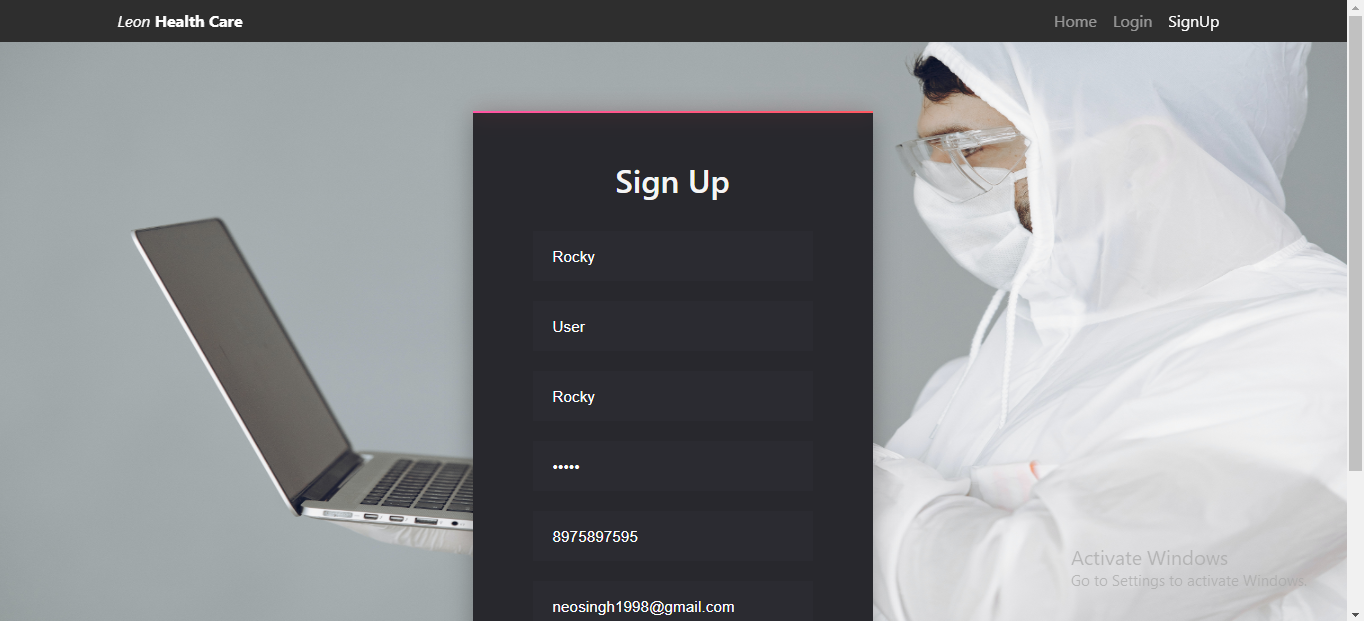 Leon Health Care
Home Login SignUp
Sign Up
Rocky
User
Rocky
•••••
8975897595
neosingh1998@gmail.com
Activate Windows
Go to Settings to activate Windows.